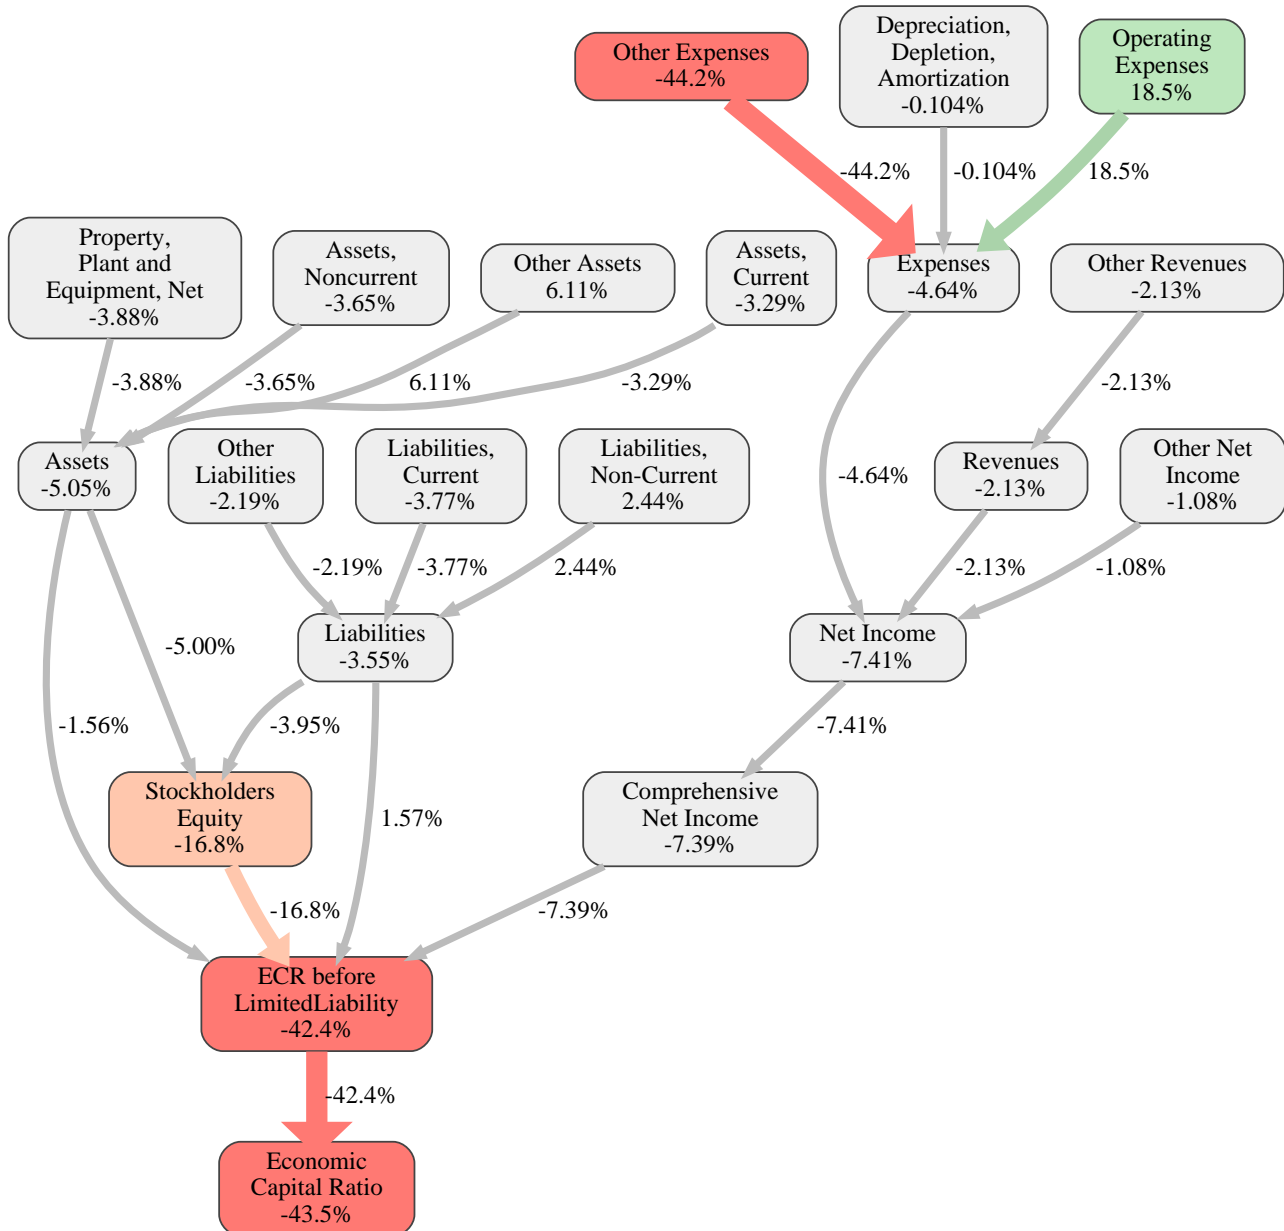 Other Expenses
-44.2%
Depreciation,
Depletion,
Amortization
-0.104%
Operating
Expenses
18.5%
-44.2%
-0.104%
18.5%
Property,
Plant and
Equipment, Net
-3.88%
Assets,
Noncurrent
-3.65%
Other Assets
6.11%
Assets,
Current
-3.29%
Expenses
-4.64%
Other Revenues
-2.13%
-3.88%
-3.65%
6.11%
-3.29%
-2.13%
Assets
-5.05%
Other
Liabilities
-2.19%
Liabilities,
Current
-3.77%
Liabilities,
Non-Current
2.44%
-4.64%
Revenues
-2.13%
Other Net
Income
-1.08%
-2.19%
-3.77%
2.44%
-2.13%
-1.08%
-5.00%
Liabilities
-3.55%
Net Income
-7.41%
-1.56%
-3.95%
-7.41%
Stockholders
Equity
-16.8%
1.57%
Comprehensive
Net Income
-7.39%
-16.8%
-7.39%
ECR before
LimitedLiability
-42.4%
-42.4%
Economic
Capital Ratio
-43.5%